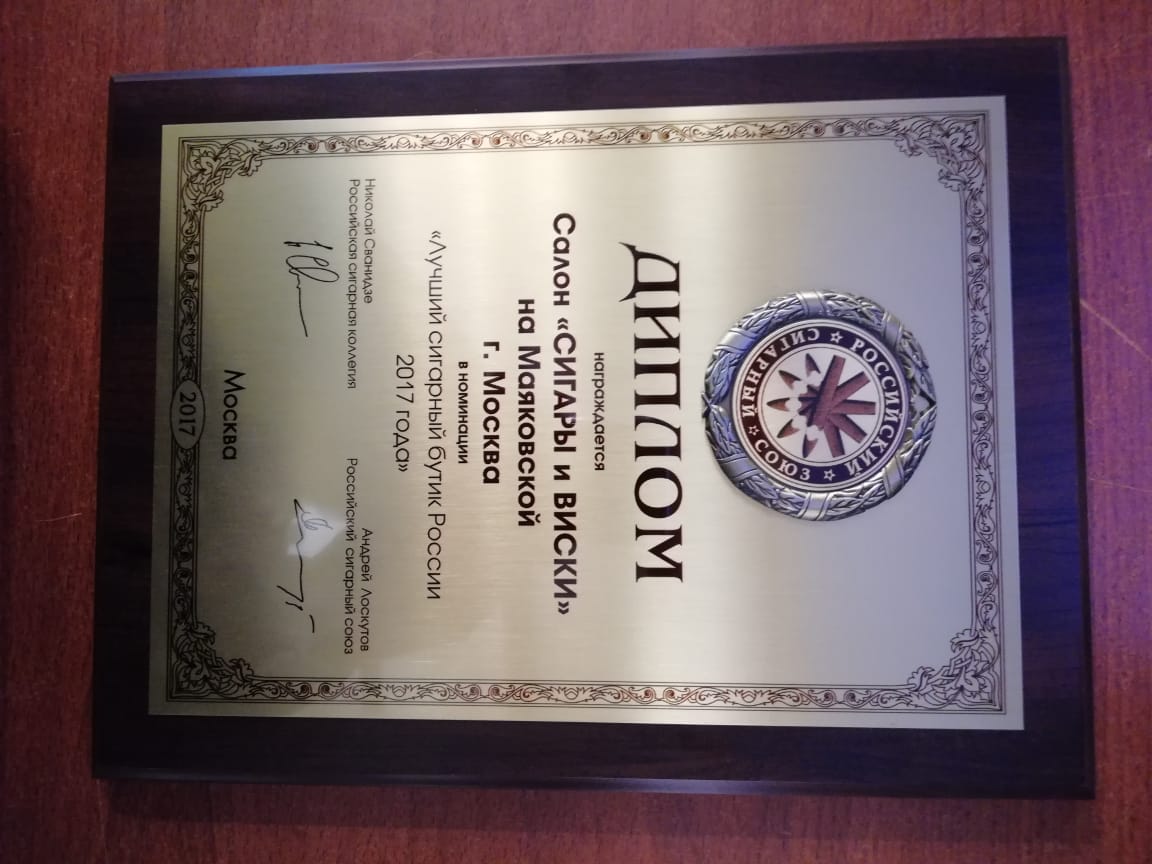 РОССИЙСКИЙ СИГАРНЫЙ СОЮЗ
ДИПЛОМ
награждается
Салон «СИГАРЫ и ВИСКИ»
на Маяковской
г. Москва
в номинации
«Лучший сигарный бутик России
2017 года»
Николай Сванидзе
Российская сигарная коллегия
Андрей Лоскутов
Российский сигарный союз
Москва
2017